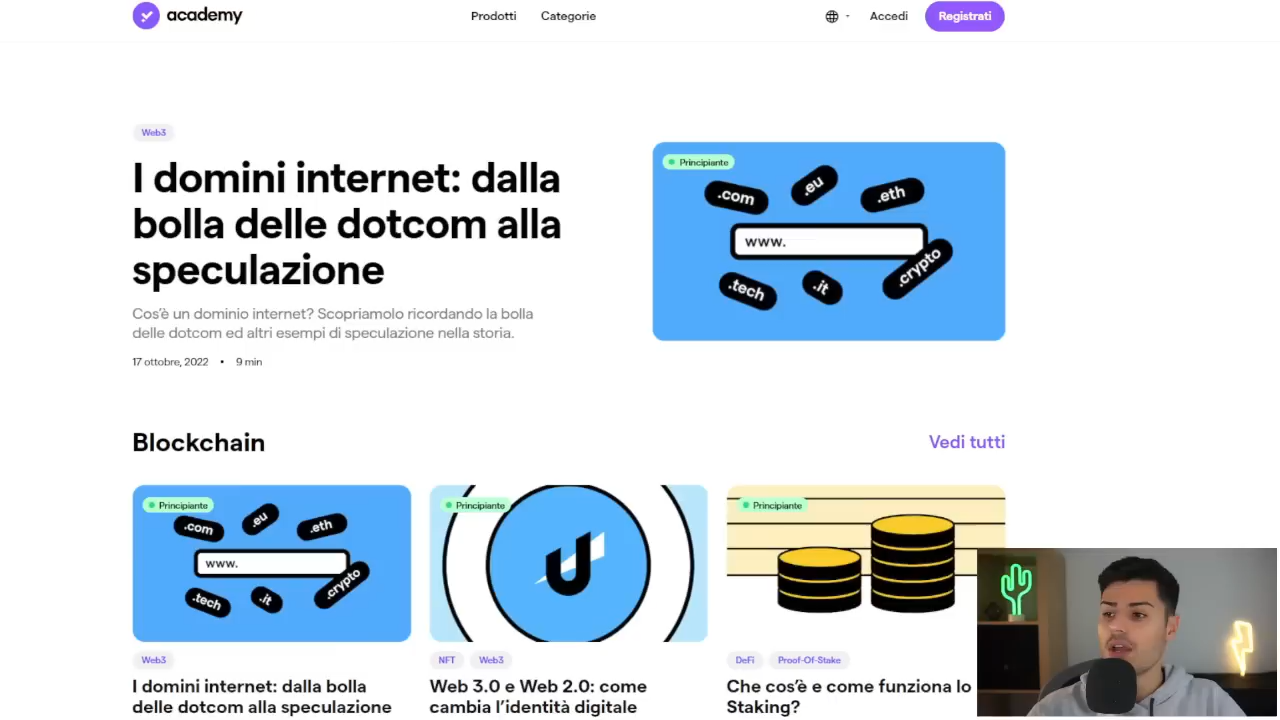 academy
Prodotti
Categorie
Accedi
Registrati
Web3
I domini internet: dalla
bolla delle dotcom alla
speculazione
Cos'è un dominio internet? Scopriamolo ricordando la bolla
delle dotcom ed altri esempi di speculazione nella storia.
17 ottobre, 2022 • 9 min
Principiante
.com
.eu
.eth
www.
.crypto
.tech
.it
Blockchain
Vedi tutti
Principiante
.com
.eu
.eth
www.
.crypto
.tech
.it
Web3
I domini internet: dalla bolla
delle dotcom alla speculazione
Principiante
NFT
Web3
Web 3.0 e Web 2.0: come
cambia l'identità digitale
Principiante
DeFi
Proof-Of-Stake
Che cos'è e come funziona lo
Staking?